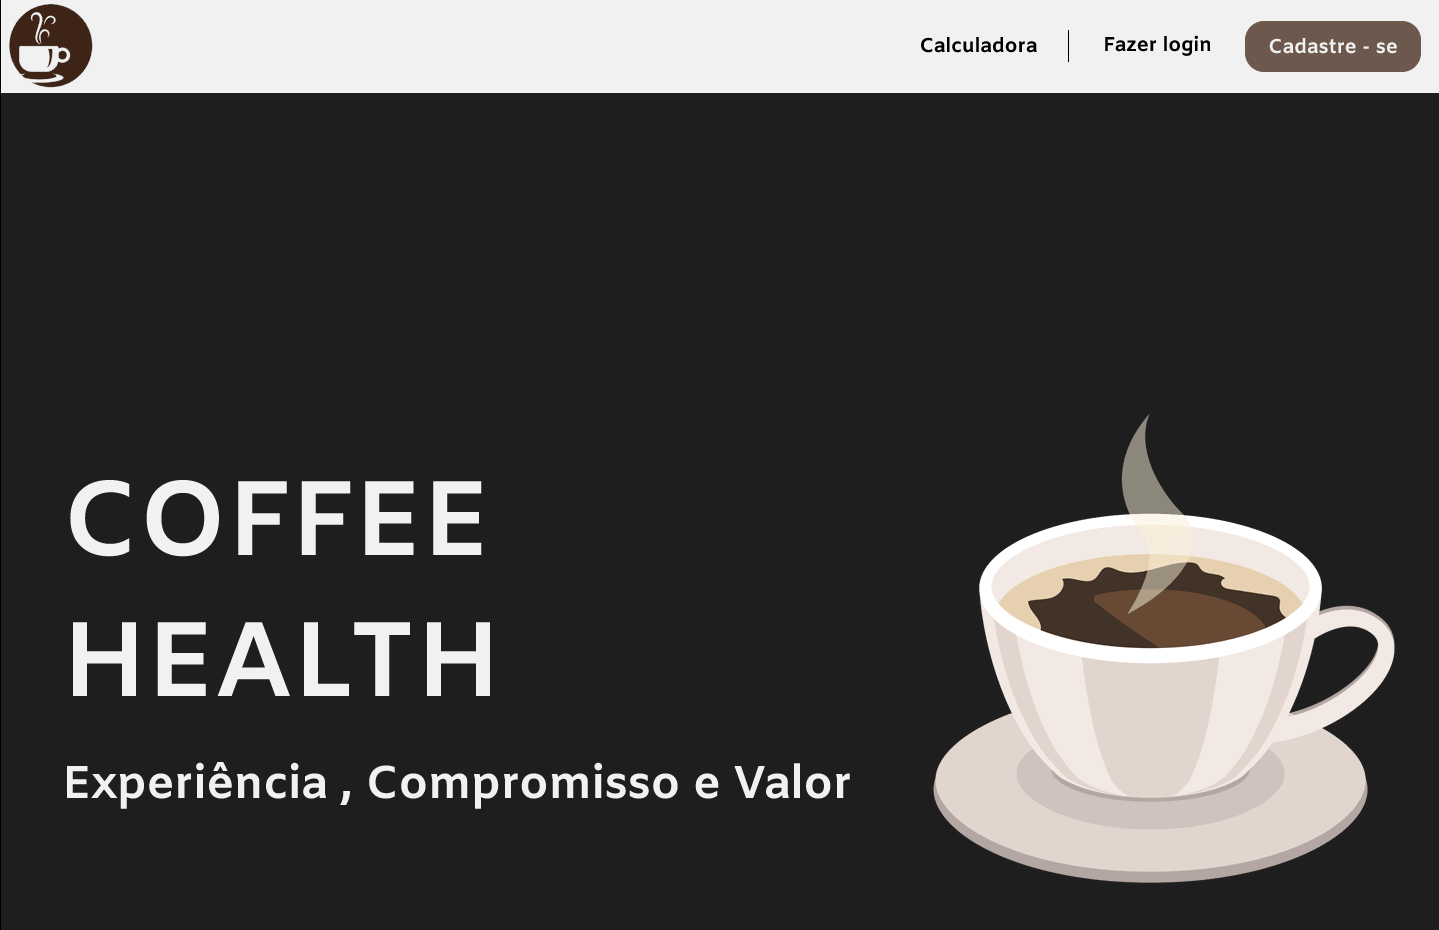 Calculadora
Fazer login
Cadastre - se
COFFEE
HEALTH
Experiência , Compromisso e Valor